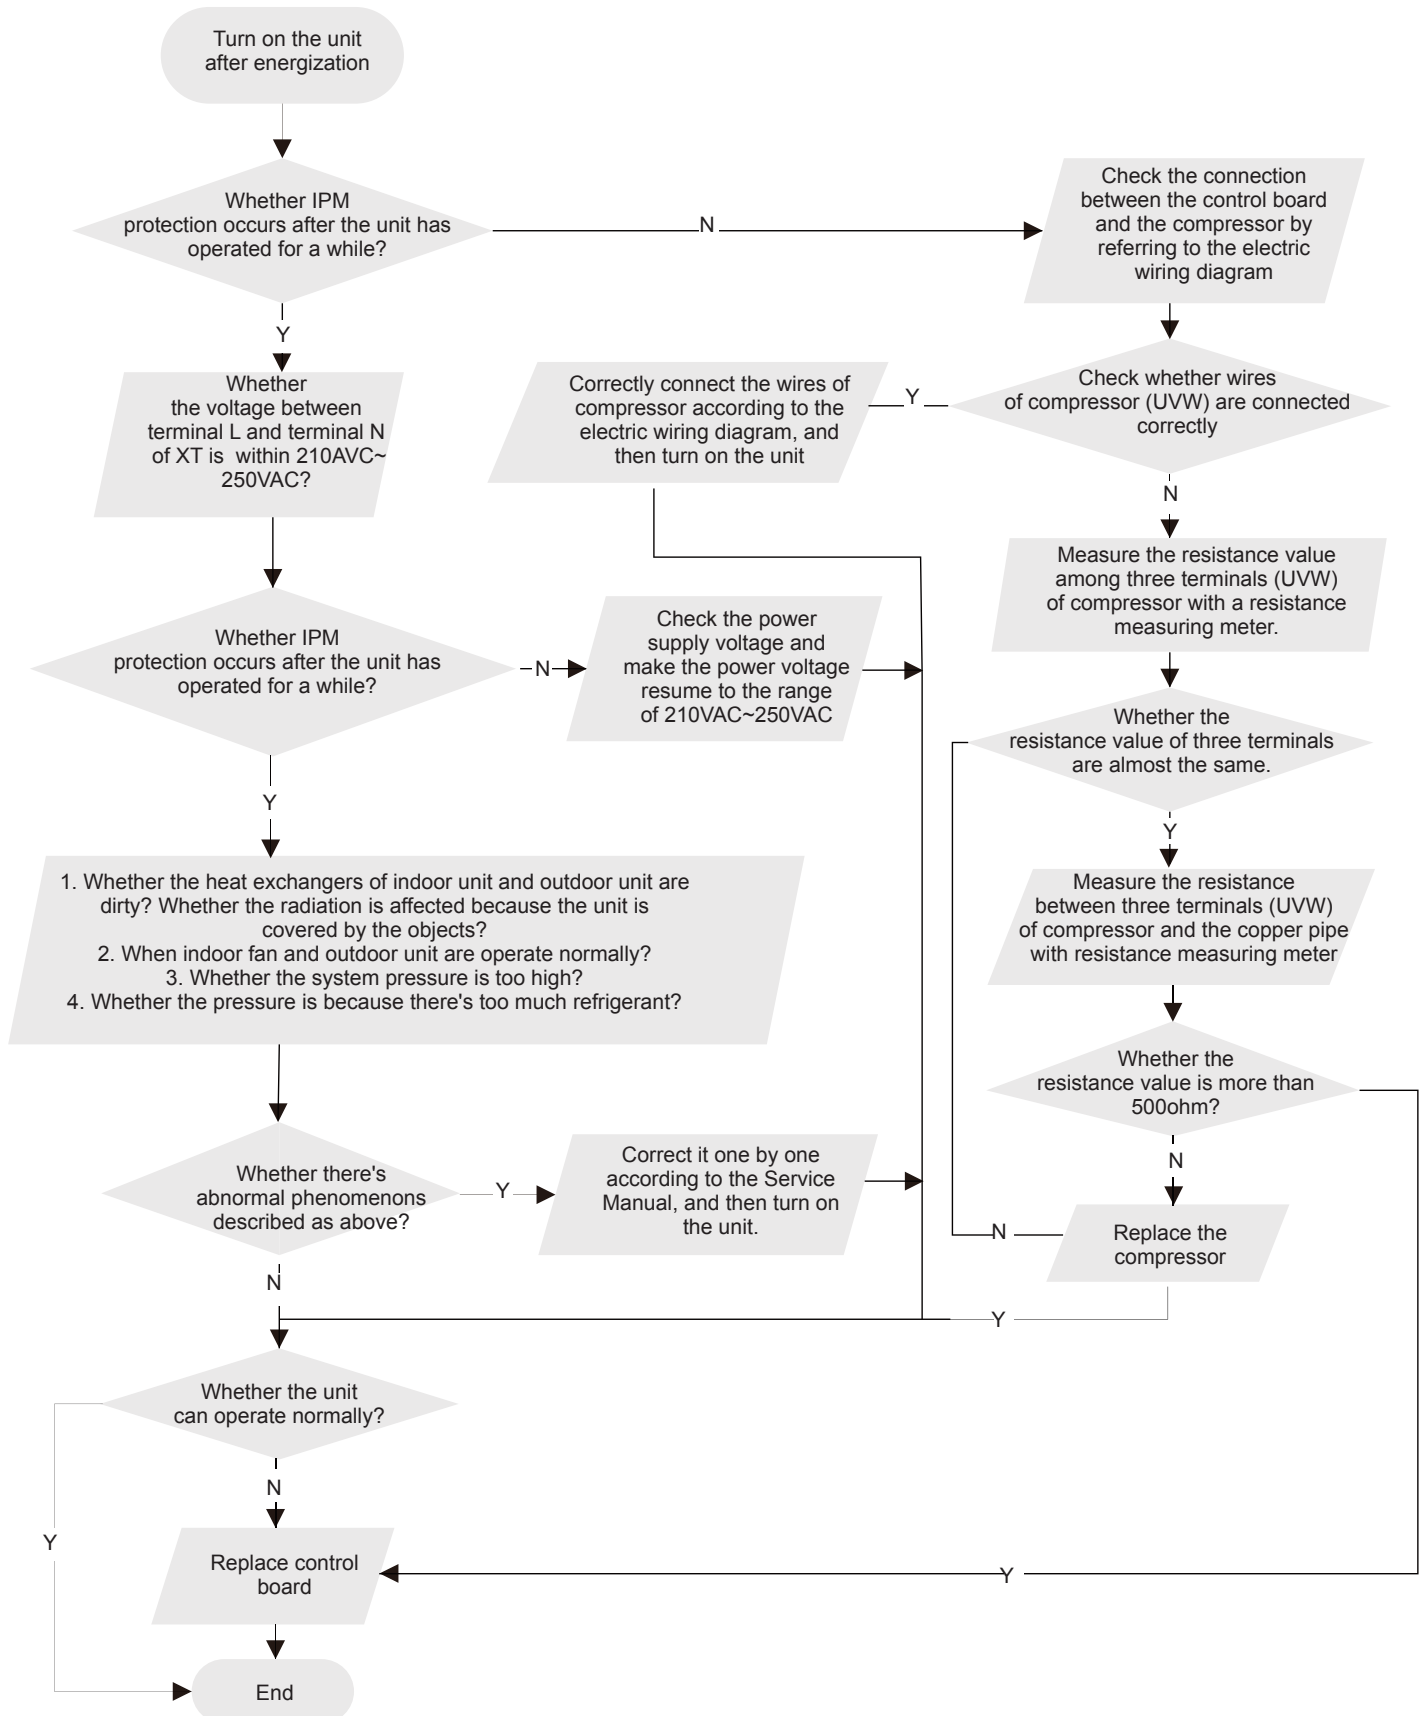 Turn on the unit
after energization
Whether IPM
protection occurs after the unit has
operated for a while?
N
Check the connection
between the control board
and the compressor by
referring to the electric
wiring diagram
Y
Whether
the voltage between
terminal L and terminal N
of XT is within 210AVC~
250VAC?
Correctly connect the wires of
compressor according to the
electric wiring diagram, and
then turn on the unit
Y
Check whether wires
of compressor (UVW) are connected
correctly
N
Measure the resistance value
among three terminals (UVW)
of compressor with a resistance
measuring meter.
Whether IPM
protection occurs after the unit has
operated for a while?
N
Check the power
supply voltage and
make the power voltage
resume to the range
of 210VAC~250VAC
Whether the
resistance value of three terminals
are almost the same.
Y
Y
1. Whether the heat exchangers of indoor unit and outdoor unit are
dirty? Whether the radiation is affected because the unit is
covered by the objects?
2. When indoor fan and outdoor unit are operate normally?
3. Whether the system pressure is too high?
4. Whether the pressure is because there's too much refrigerant?
Measure the resistance
between three terminals (UVW)
of compressor and the copper pipe
with resistance measuring meter
Whether the
resistance value is more than
500ohm?
Whether there's
abnormal phenomenons
described as above?
Y
Correct it one by one
according to the Service
Manual, and then turn on
the unit.
N
N
Replace the
compressor
N
Y
Whether the unit
can operate normally?
N
Y
Replace control
board
Y
End